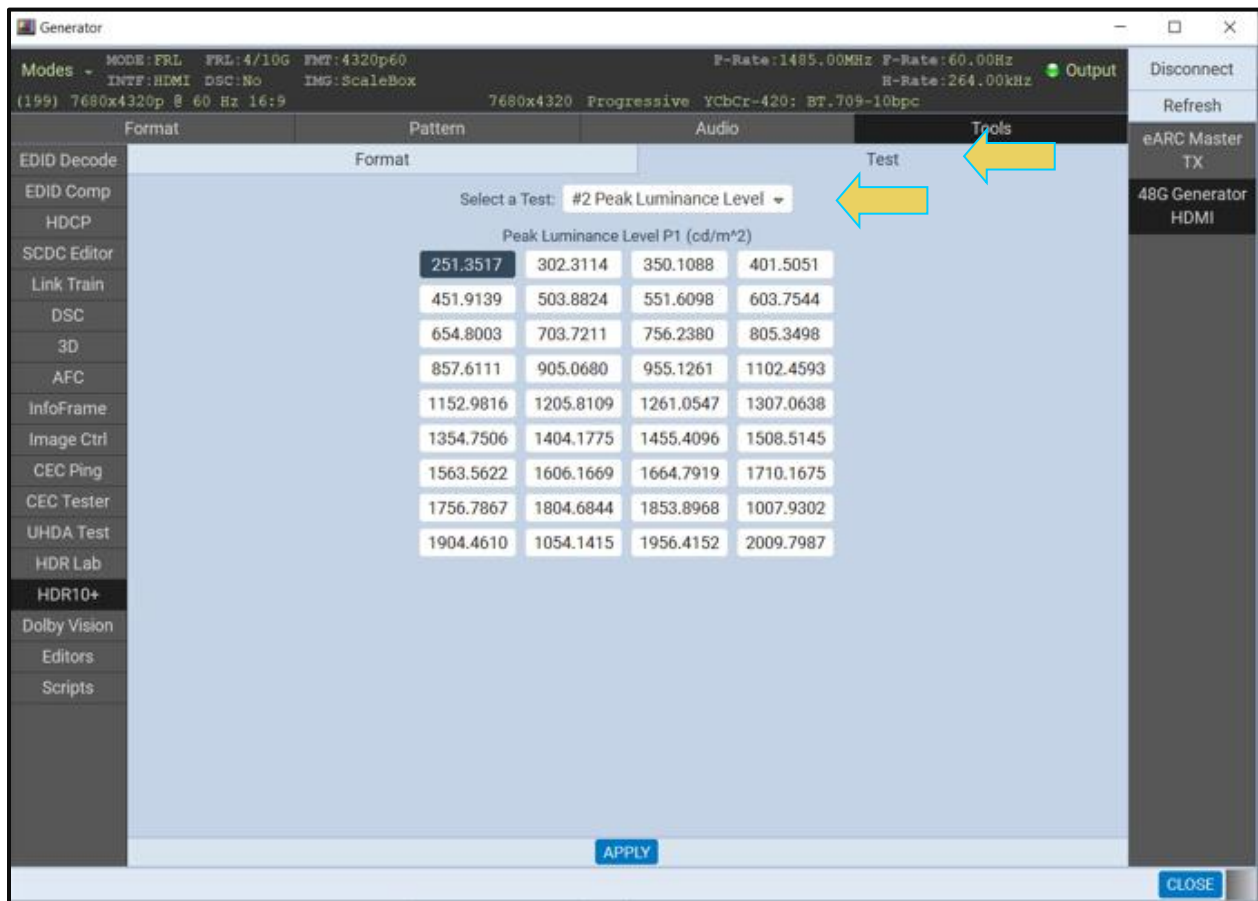 Generator
Modes MODE:FRL FRL:4/10G FMT:4320p60 P-Rate:1485.00MHz F-Rate:60.00Hz Output
INTF:HDMI DSC:No IMG:ScaleBox H-Rate:264.00kHz
(199) 7680x4320p @ 60 Hz 16:9 7680x4320 Progressive YCbCr-420: BT.709-10bpc
Disconnect
Refresh
Format Pattern Audio Tools
eARC Master
TX
48G Generator
HDMI
EDID Decode
EDID Comp
HDCP
SCDC Editor
Link Train
DSC
3D
AFC
InfoFrame
Image Ctrl
CEC Ping
CEC Tester
UHDA Test
HDR Lab
HDR10+
Dolby Vision
Editors
Scripts
Format Test
Select a Test: #2 Peak Luminance Level
Peak Luminance Level P1 (cd/m^2)
251.3517 302.3114 350.1088 401.5051
451.9139 503.8824 551.6098 603.7544
654.8003 703.7211 756.2380 805.3498
857.6111 905.0680 955.1261 1102.4593
1152.9816 1205.8109 1261.0547 1307.0638
1354.7506 1404.1775 1455.4096 1508.5145
1563.5622 1606.1669 1664.7919 1710.1675
1756.7867 1804.6844 1853.8968 1007.9302
1904.4610 1054.1415 1956.4152 2009.7987
APPLY
CLOSE